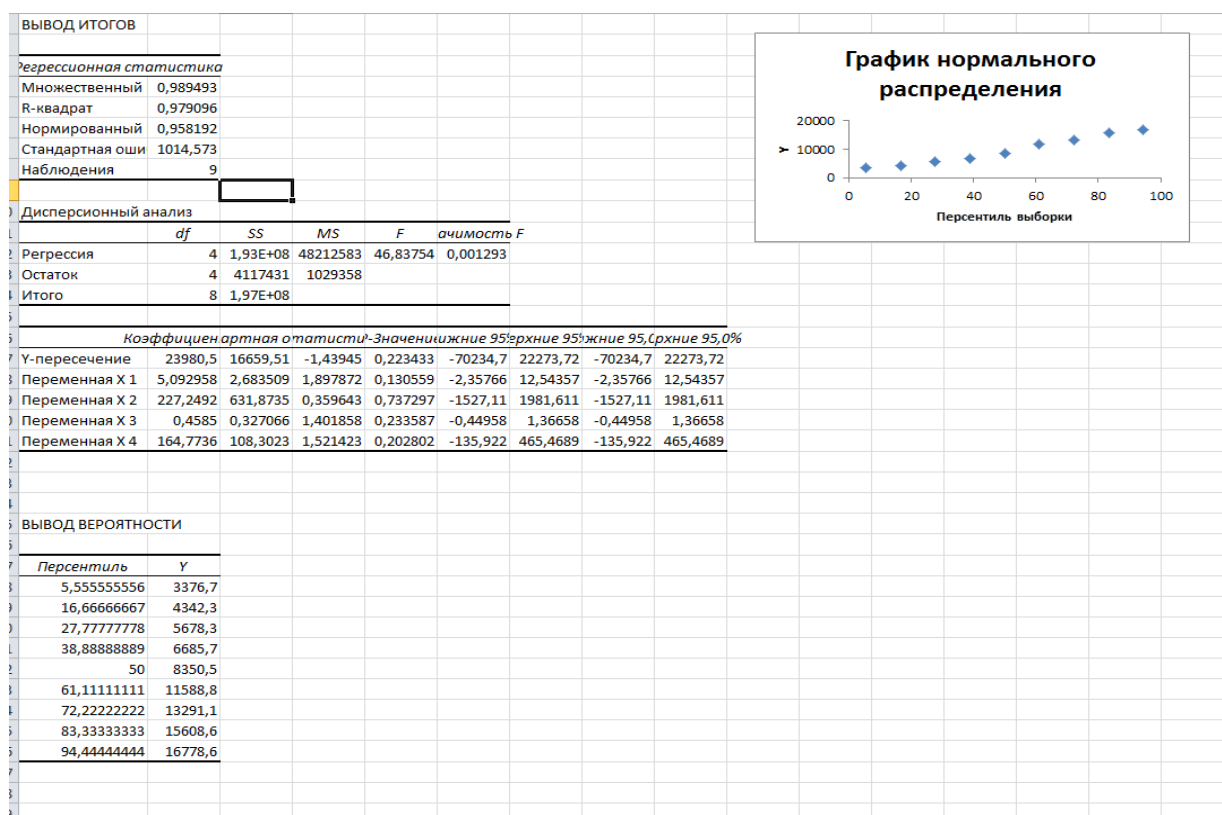 ВЫВОД ИТОГОВ
Регрессионная статистика
Множественный 0,989493
R-квадрат 0,979096
Нормированный 0,958192
Стандартная оши 1014,573
Наблюдения 9
Дисперсионный анализ
df SS MS F ачимость F
Регрессия 4 1,93E+08 48212583 46,83754 0,001293
Остаток 4 4117431 1029358
Итого 8 1,97E+08
Коэффициен артная о татисти Р-Значени ижние 95% ерхние 95% жние 95,0 рхние 95,0%
Y-пересечение 23980,5 16659,51 -1,43945 0,223433 -70234,7 22273,72 -70234,7 22273,72
Переменная X 1 5,092958 2,683509 1,897872 0,130559 -2,35766 12,54357 -2,35766 12,54357
Переменная X 2 227,2492 631,8735 0,359643 0,737297 -1527,11 1981,611 -1527,11 1981,611
Переменная X 3 0,4585 0,327066 1,401858 0,233587 -0,44958 1,36658 -0,44958 1,36658
Переменная X 4 164,7736 108,3023 1,521423 0,202802 -135,922 465,4689 -135,922 465,4689
ВЫВОД ВЕРОЯТНОСТИ
Персентиль Y
5,555555556 3376,7
16,66666667 4342,3
27,77777778 5678,3
38,88888889 6685,7
50 8350,5
61,11111111 11588,8
72,22222222 13291,1
83,33333333 15608,6
94,44444444 16778,6
График нормального
распределения
20000
10000
0
Y
0 20 40 60 80 100
Персентиль выборки